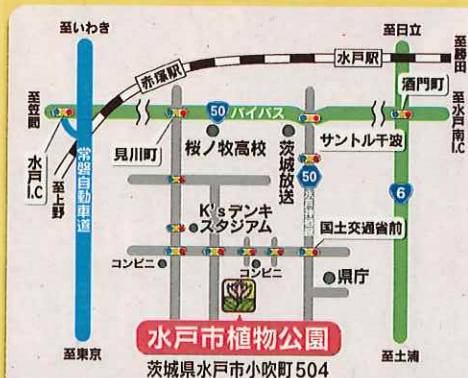 至いわき
至日立
至勝田
赤塚駅
水戸駅
酒門町
至笠間
50 バイパス
至水戸南I.C
水戸I.C
見川町
桜ノ牧高校
茨城放送
サントル千波
至上野
常磐自動車道
50
6
K'sデンキ
スタジアム
国土交通省前
コンビニ
コンビニ
県庁
水戸市植物公園
至東京
至土浦
茨城県水戸市小吹町504